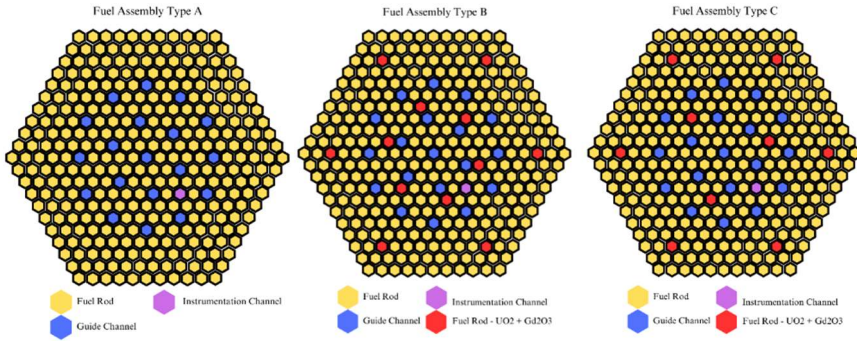 Fuel Assembly Type A
Fuel Assembly Type B
Fuel Assembly Type C
Fuel Rod
Instrumentation Channel
Guide Channel
Fuel Rod
Instrumentation Channel
Guide Channel
Fuel Rod - UO2 + Gd2O3
Fuel Rod
Instrumentation Channel
Guide Channel
Fuel Rod - UO2 + Gd2O3